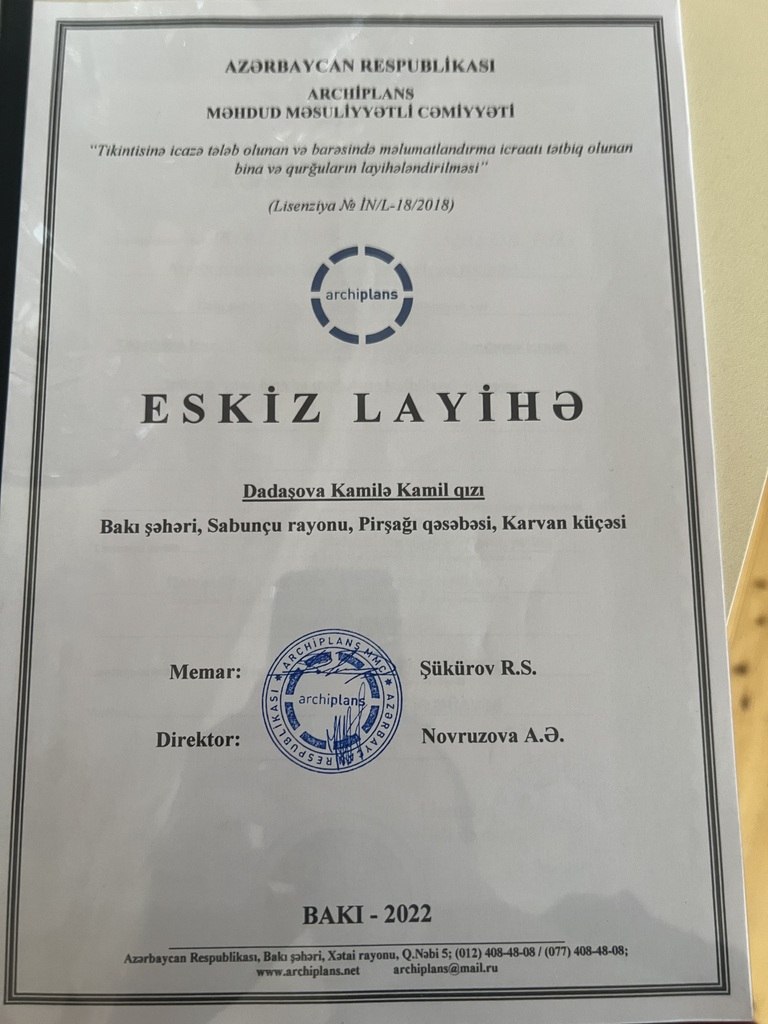 AZƏRBAYCAN RESPUBLİKASI
ARCHİPLANS
MƏHDUD MƏSULİYYƏTLİ CƏMİYYƏTİ
"Tikintisinə icazə tələb olunan və barəsində məlumatlandırma icraatı tətbiq olunan
bina və qurğuların layihələndirilməsi"
(Lisenziya № İN/L-18/2018)
archiplans
ESKİZ LAYİHƏ
Dadaşova Kamilə Kamil qızı
Bakı şəhəri, Sabunçu rayonu, Pirşağı qəsəbəsi, Karvan küçəsi
Memar: Şükürov R.S.
ARCHİPLANS MMC * AZƏRBAYCAN RESPUBLİKASI *
archiplans
Direktor: Novruzova A.Ə.
BAKI - 2022
Azərbaycan Respublikası, Bakı şəhəri, Xətai rayonu, Q.Nəbi 5; (012) 408-48-08 / (077) 408-48-08;
www.archiplans.net archiplans@mail.ru